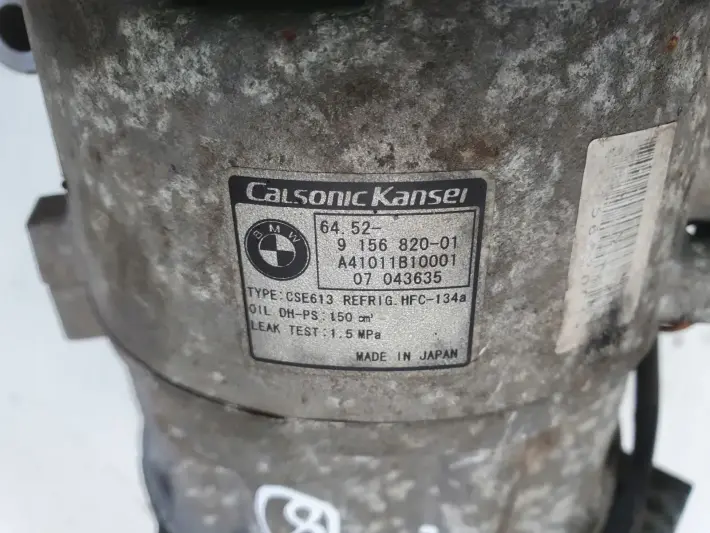 Calsonic Kansei
BMW
64.52-
9 156 820-01
A41011B10001
07 043635
TYPE:CSE613 REFRIG.HFC-134a
OIL DH-PS:150 cm³
LEAK TEST:1.5 MPa
MADE IN JAPAN